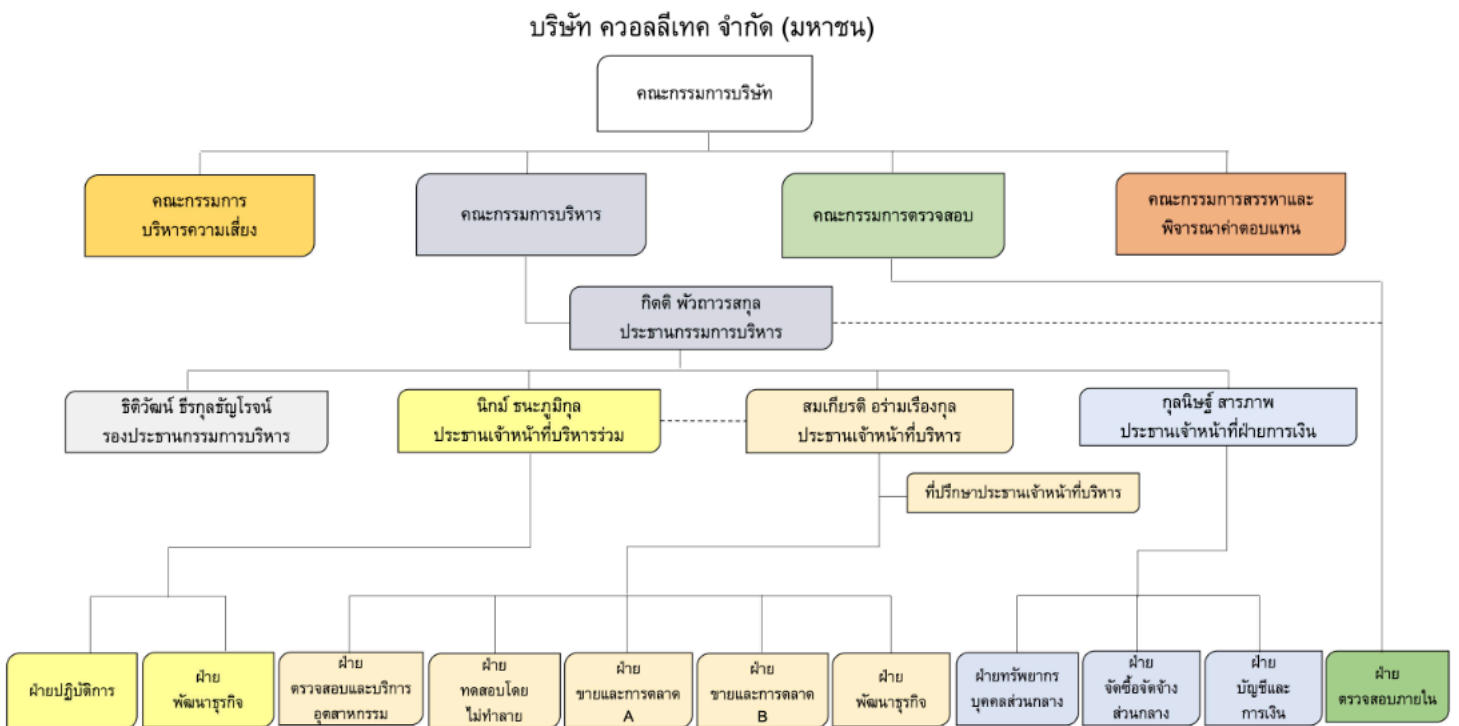 บริษัท ควอลลีเทค จำกัด (มหาชน)
คณะกรรมการบริษัท
คณะกรรมการ
บริหารความเสี่ยง
คณะกรรมการบริหาร
คณะกรรมการตรวจสอบ
คณะกรรมการสรรหาและ
พิจารณาค่าตอบแทน
กิตติ พัวถาวรสกุล
ประธานกรรมการบริหาร
ธิติวัฒน์ ธีรกุลธัญโรจน์
รองประธานกรรมการบริหาร
นิกม์ ธนะภูมิกุล
ประธานเจ้าหน้าที่บริหารร่วม
สมเกียรติ อร่ามเรืองกุล
ประธานเจ้าหน้าที่บริหาร
กุลนิษฐ์ สารภาพ
ประธานเจ้าหน้าที่ฝ่ายการเงิน
ที่ปรึกษาประธานเจ้าหน้าที่บริหาร
ฝ่ายปฏิบัติการ
ฝ่าย
พัฒนาธุรกิจ
ฝ่าย
ตรวจสอบและบริการ
อุตสาหกรรม
ฝ่าย
ทดสอบโดย
ไม่ทำลาย
ฝ่าย
ขายและการตลาด
A
ฝ่าย
ขายและการตลาด
B
ฝ่าย
พัฒนาธุรกิจ
ฝ่ายทรัพยากร
บุคคลส่วนกลาง
ฝ่าย
จัดซื้อจัดจ้าง
ส่วนกลาง
ฝ่าย
บัญชีและ
การเงิน
ฝ่าย
ตรวจสอบภายใน